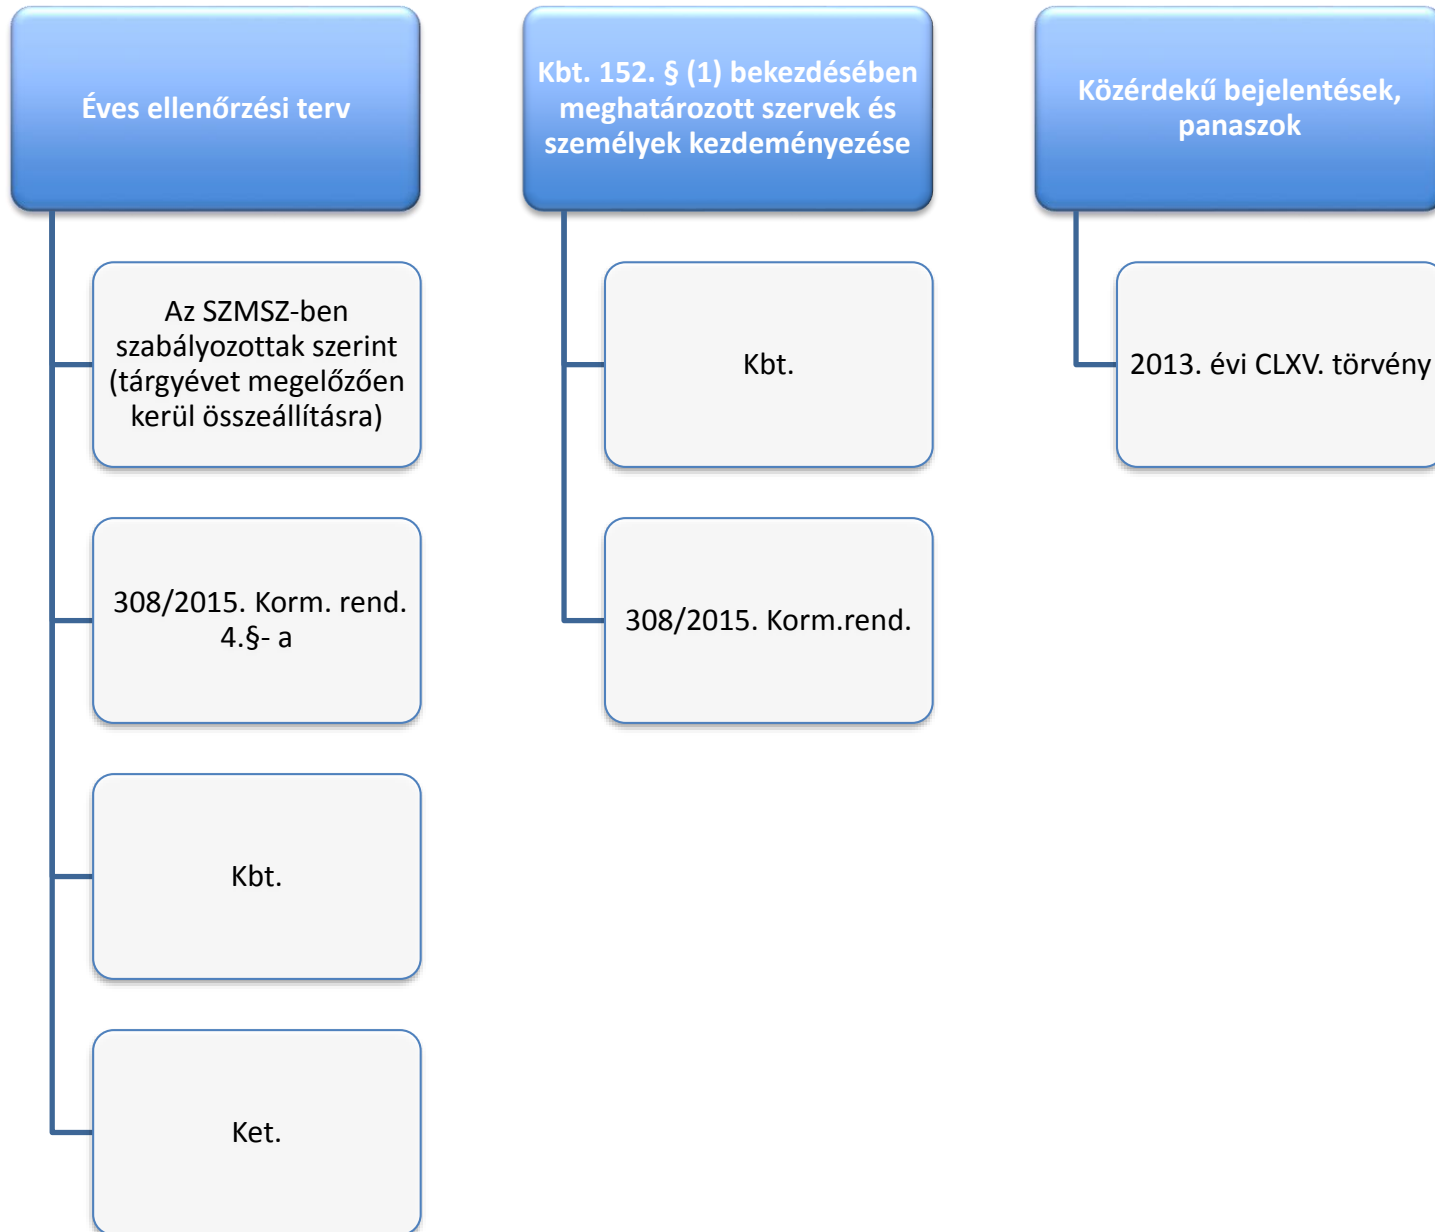 Éves ellenőrzési terv
Az SZMSZ-ben
szabályozottak szerint
(tárgyévet megelőzően
kerül összeállításra)
308/2015. Korm. rend.
4.§- a
Kbt.
Ket.
Kbt. 152. § (1) bekezdésében
meghatározott szervek és
személyek kezdeményezése
Kbt.
308/2015. Korm.rend.
Közérdekű bejelentések,
panaszok
2013. évi CLXV. törvény